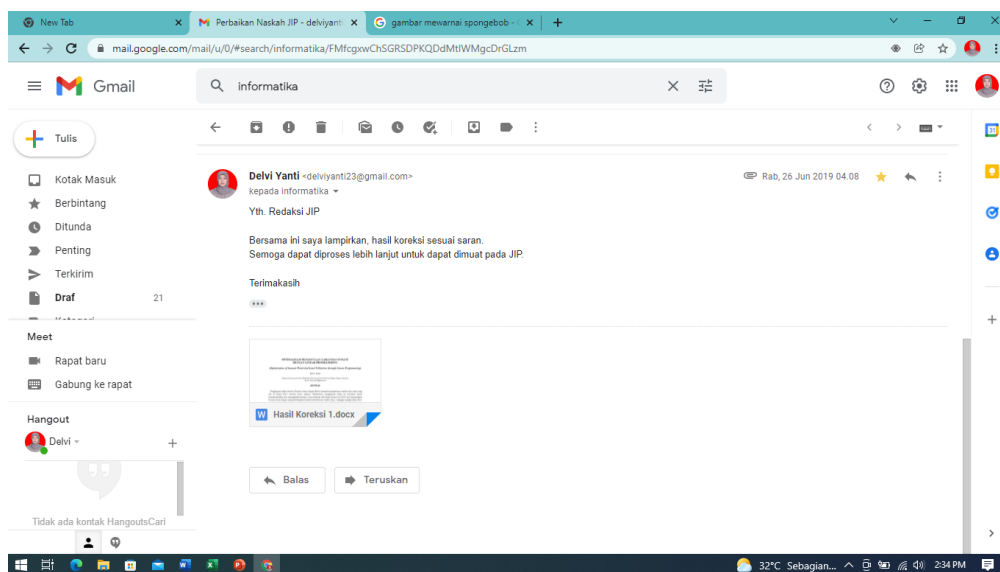 New Tab
Perbaikan Naskah JIP - delviyanti
gambar mewarnai spongebob -
mail.google.com/mail/u/0/#search/informatika/FMfcgxwChSGRSDPKQDdMtIWMgcDrGLzm
Gmail
informatika
Tulis
Kotak Masuk
Berbintang
Ditunda
Penting
Terkirim
Draf 21
Kategori
Meet
Rapat baru
Gabung ke rapat
Hangout
Delvi
Tidak ada kontak HangoutsCari
Delvi Yanti <delviyanti23@gmail.com>
Rab, 26 Jun 2019 04.08
kepada informatika
Yth. Redaksi JIP
Bersama ini saya lampirkan, hasil koreksi sesuai saran.
Semoga dapat diproses lebih lanjut untuk dapat dimuat pada JIP.
Terimakasih
W Hasil Koreksi 1.docx
Balas
Teruskan
32°C Sebagian... 2:34 PM